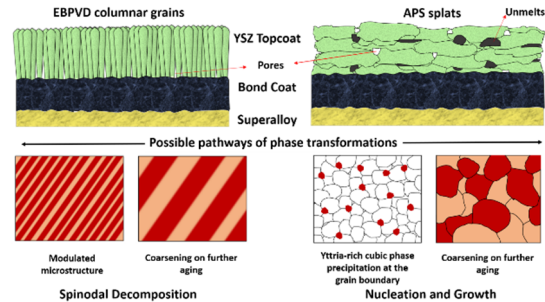 EBPVD columnar grains
APS splats
Unmelts
YSZ Topcoat
Pores
Bond Coat
Superalloy
Possible pathways of phase transformations
Modulated
microstructure
Coarsening on further
aging
Yttria-rich cubic phase
precipitation at the
grain boundary
Coarsening on further
aging
Spinodal Decomposition
Nucleation and Growth